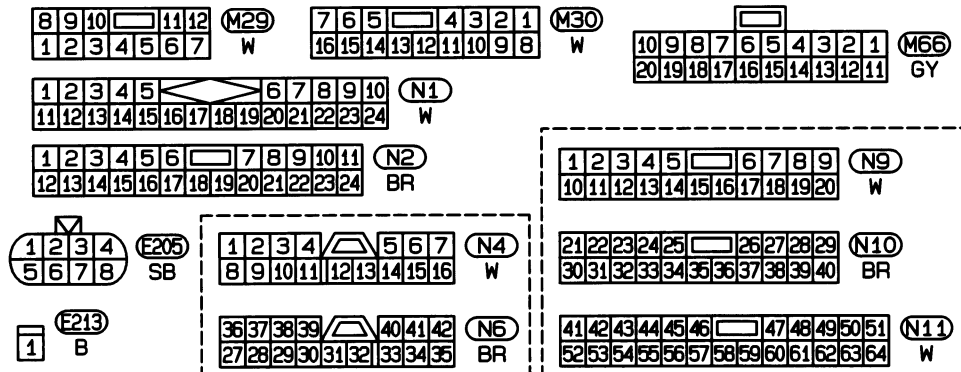 8 9 10 11 12 M29
1 2 3 4 5 6 7 W
7 6 5 4 3 2 1 M30
16 15 14 13 12 11 10 9 8 W
10 9 8 7 6 5 4 3 2 1 M66
20 19 18 17 16 15 14 13 12 11 GY
1 2 3 4 5 6 7 8 9 10 N1
11 12 13 14 15 16 17 18 19 20 21 22 23 24 W
1 2 3 4 5 6 7 8 9 10 11 N2
12 13 14 15 16 17 18 19 20 21 22 23 24 BR
1 2 3 4 5 6 7 8 9 N9
10 11 12 13 14 15 16 17 18 19 20 W
1 2 3 4 E205
5 6 7 8 SB
1 2 3 4 5 6 7 N4
8 9 10 11 12 13 14 15 16 W
21 22 23 24 25 26 27 28 29 N10
30 31 32 33 34 35 36 37 38 39 40 BR
E213
1 B
36 37 38 39 40 41 42 N6
27 28 29 30 31 32 33 34 35 BR
41 42 43 44 45 46 47 48 49 50 51 N11
52 53 54 55 56 57 58 59 60 61 62 63 64 W